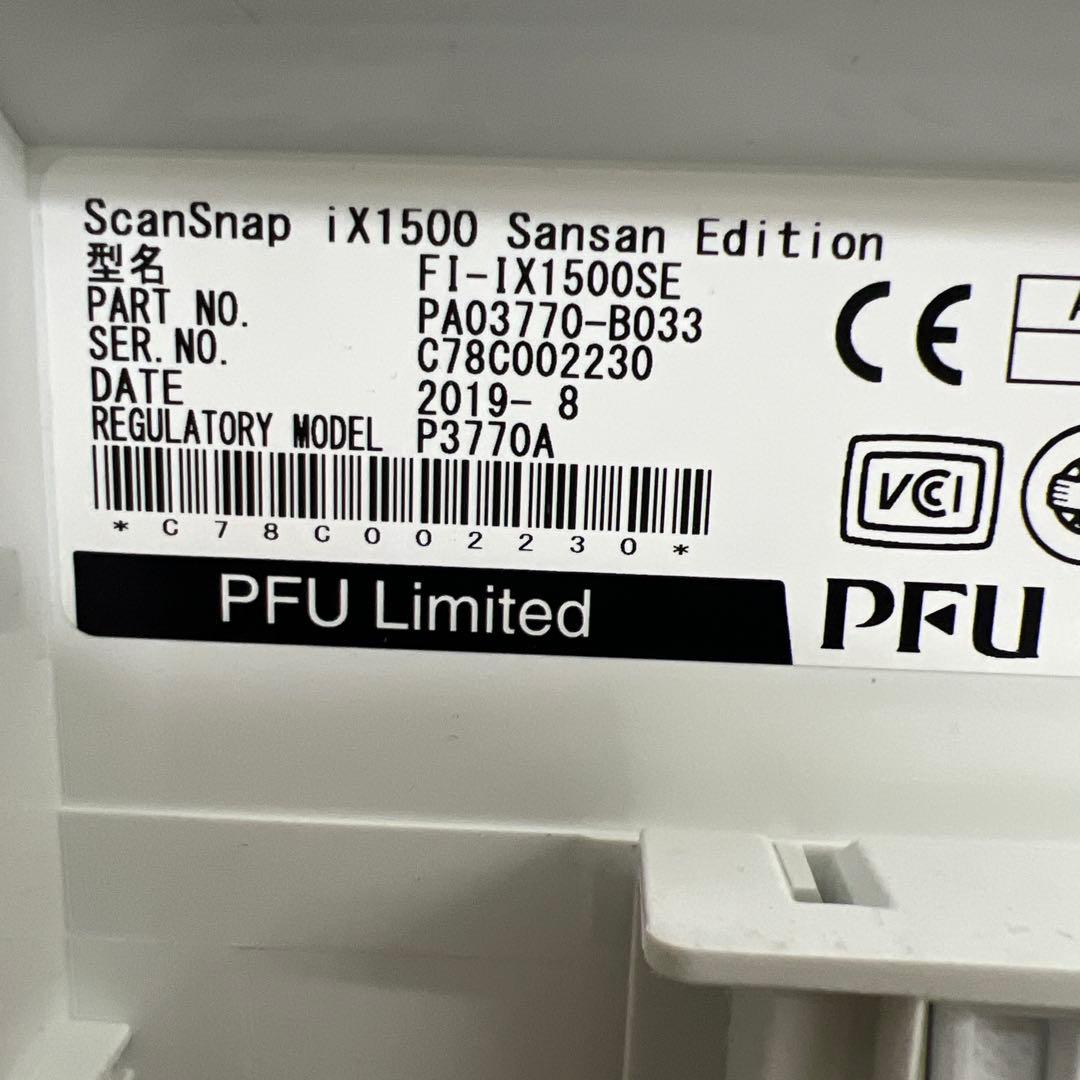 ScanSnap iX1500 Sansan Edition
型名 FI-IX1500SE
PART NO. PA03770-B033
SER.NO. C78C002230
DATE 2019- 8
REGULATORY MODEL P3770A
*C78C002230*
PFU Limited
CE
VCCI
PFU